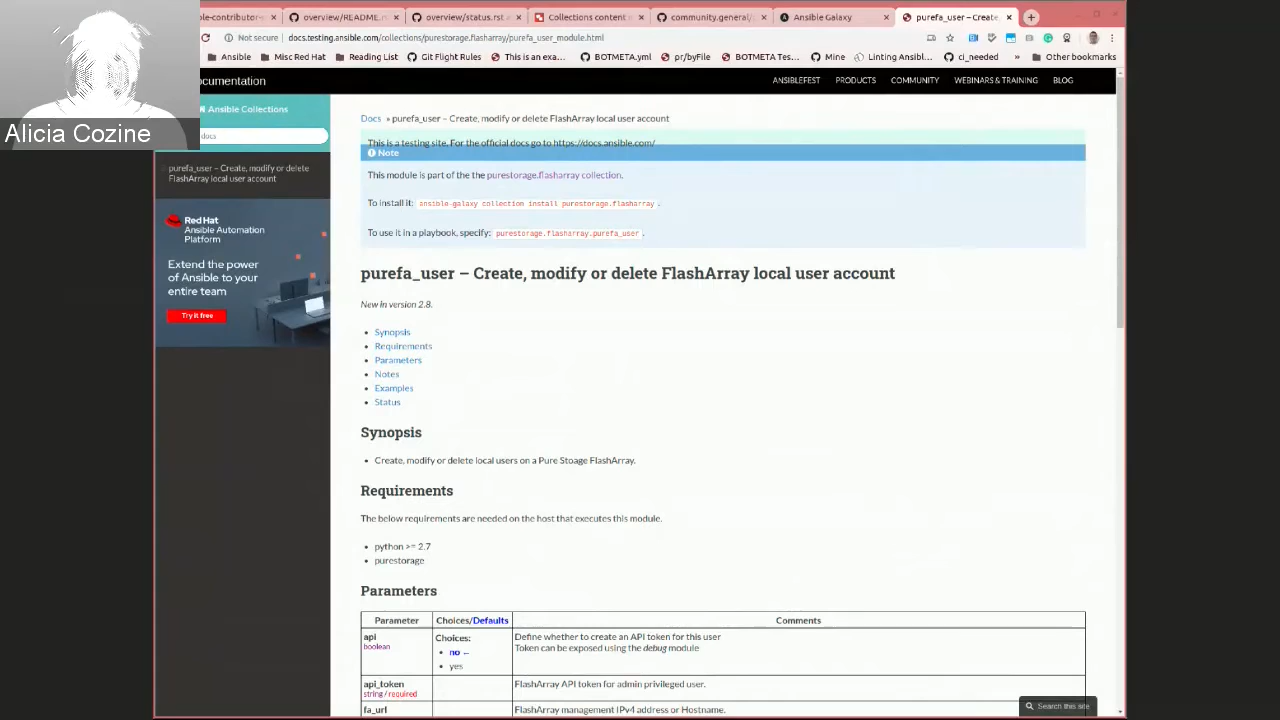 ble-contributor-
overview/README.r
overview/status.rst a
Collections content
community.general/
Ansible Galaxy
purefa_user – Create,
Not secure
docs.testing.ansible.com/collections/purestorage.flasharray/purefa_user_module.html
Ansible
Misc Red Hat
Reading List
Git Flight Rules
This is an exa...
BOTMETA.yml
pr/byFile
BOTMETA Tes...
Mine
Linting Ansibl...
ci_needed
»
Other bookmarks
ocumentation
ANSIBLEFEST
PRODUCTS
COMMUNITY
WEBINARS & TRAINING
BLOG
Alicia Cozine
Ansible Collections
docs
purefa_user – Create, modify or delete
FlashArray local user account
Red Hat
Ansible Automation
Platform
Extend the power
of Ansible to your
entire team
Try it free
Docs » purefa_user – Create, modify or delete FlashArray local user account
This is a testing site. For the official docs go to https://docs.ansible.com/
Note
This module is part of the the purestorage.flasharray collection.
To install it: ansible-galaxy collection install purestorage.flasharray .
To use it in a playbook, specify: purestorage.flasharray.purefa_user .
purefa_user – Create, modify or delete FlashArray local user account
New in version 2.8.
Synopsis
Requirements
Parameters
Notes
Examples
Status
Synopsis
Create, modify or delete local users on a Pure Stoage FlashArray.
Requirements
The below requirements are needed on the host that executes this module.
python >= 2.7
purestorage
Parameters
Parameter Choices/Defaults Comments
api
boolean
Choices:
no ←
yes
Define whether to create an API token for this user
Token can be exposed using the debug module
api_token
string / required
FlashArray API token for admin privileged user.
fa_url
FlashArray management IPv4 address or Hostname.
Search this site